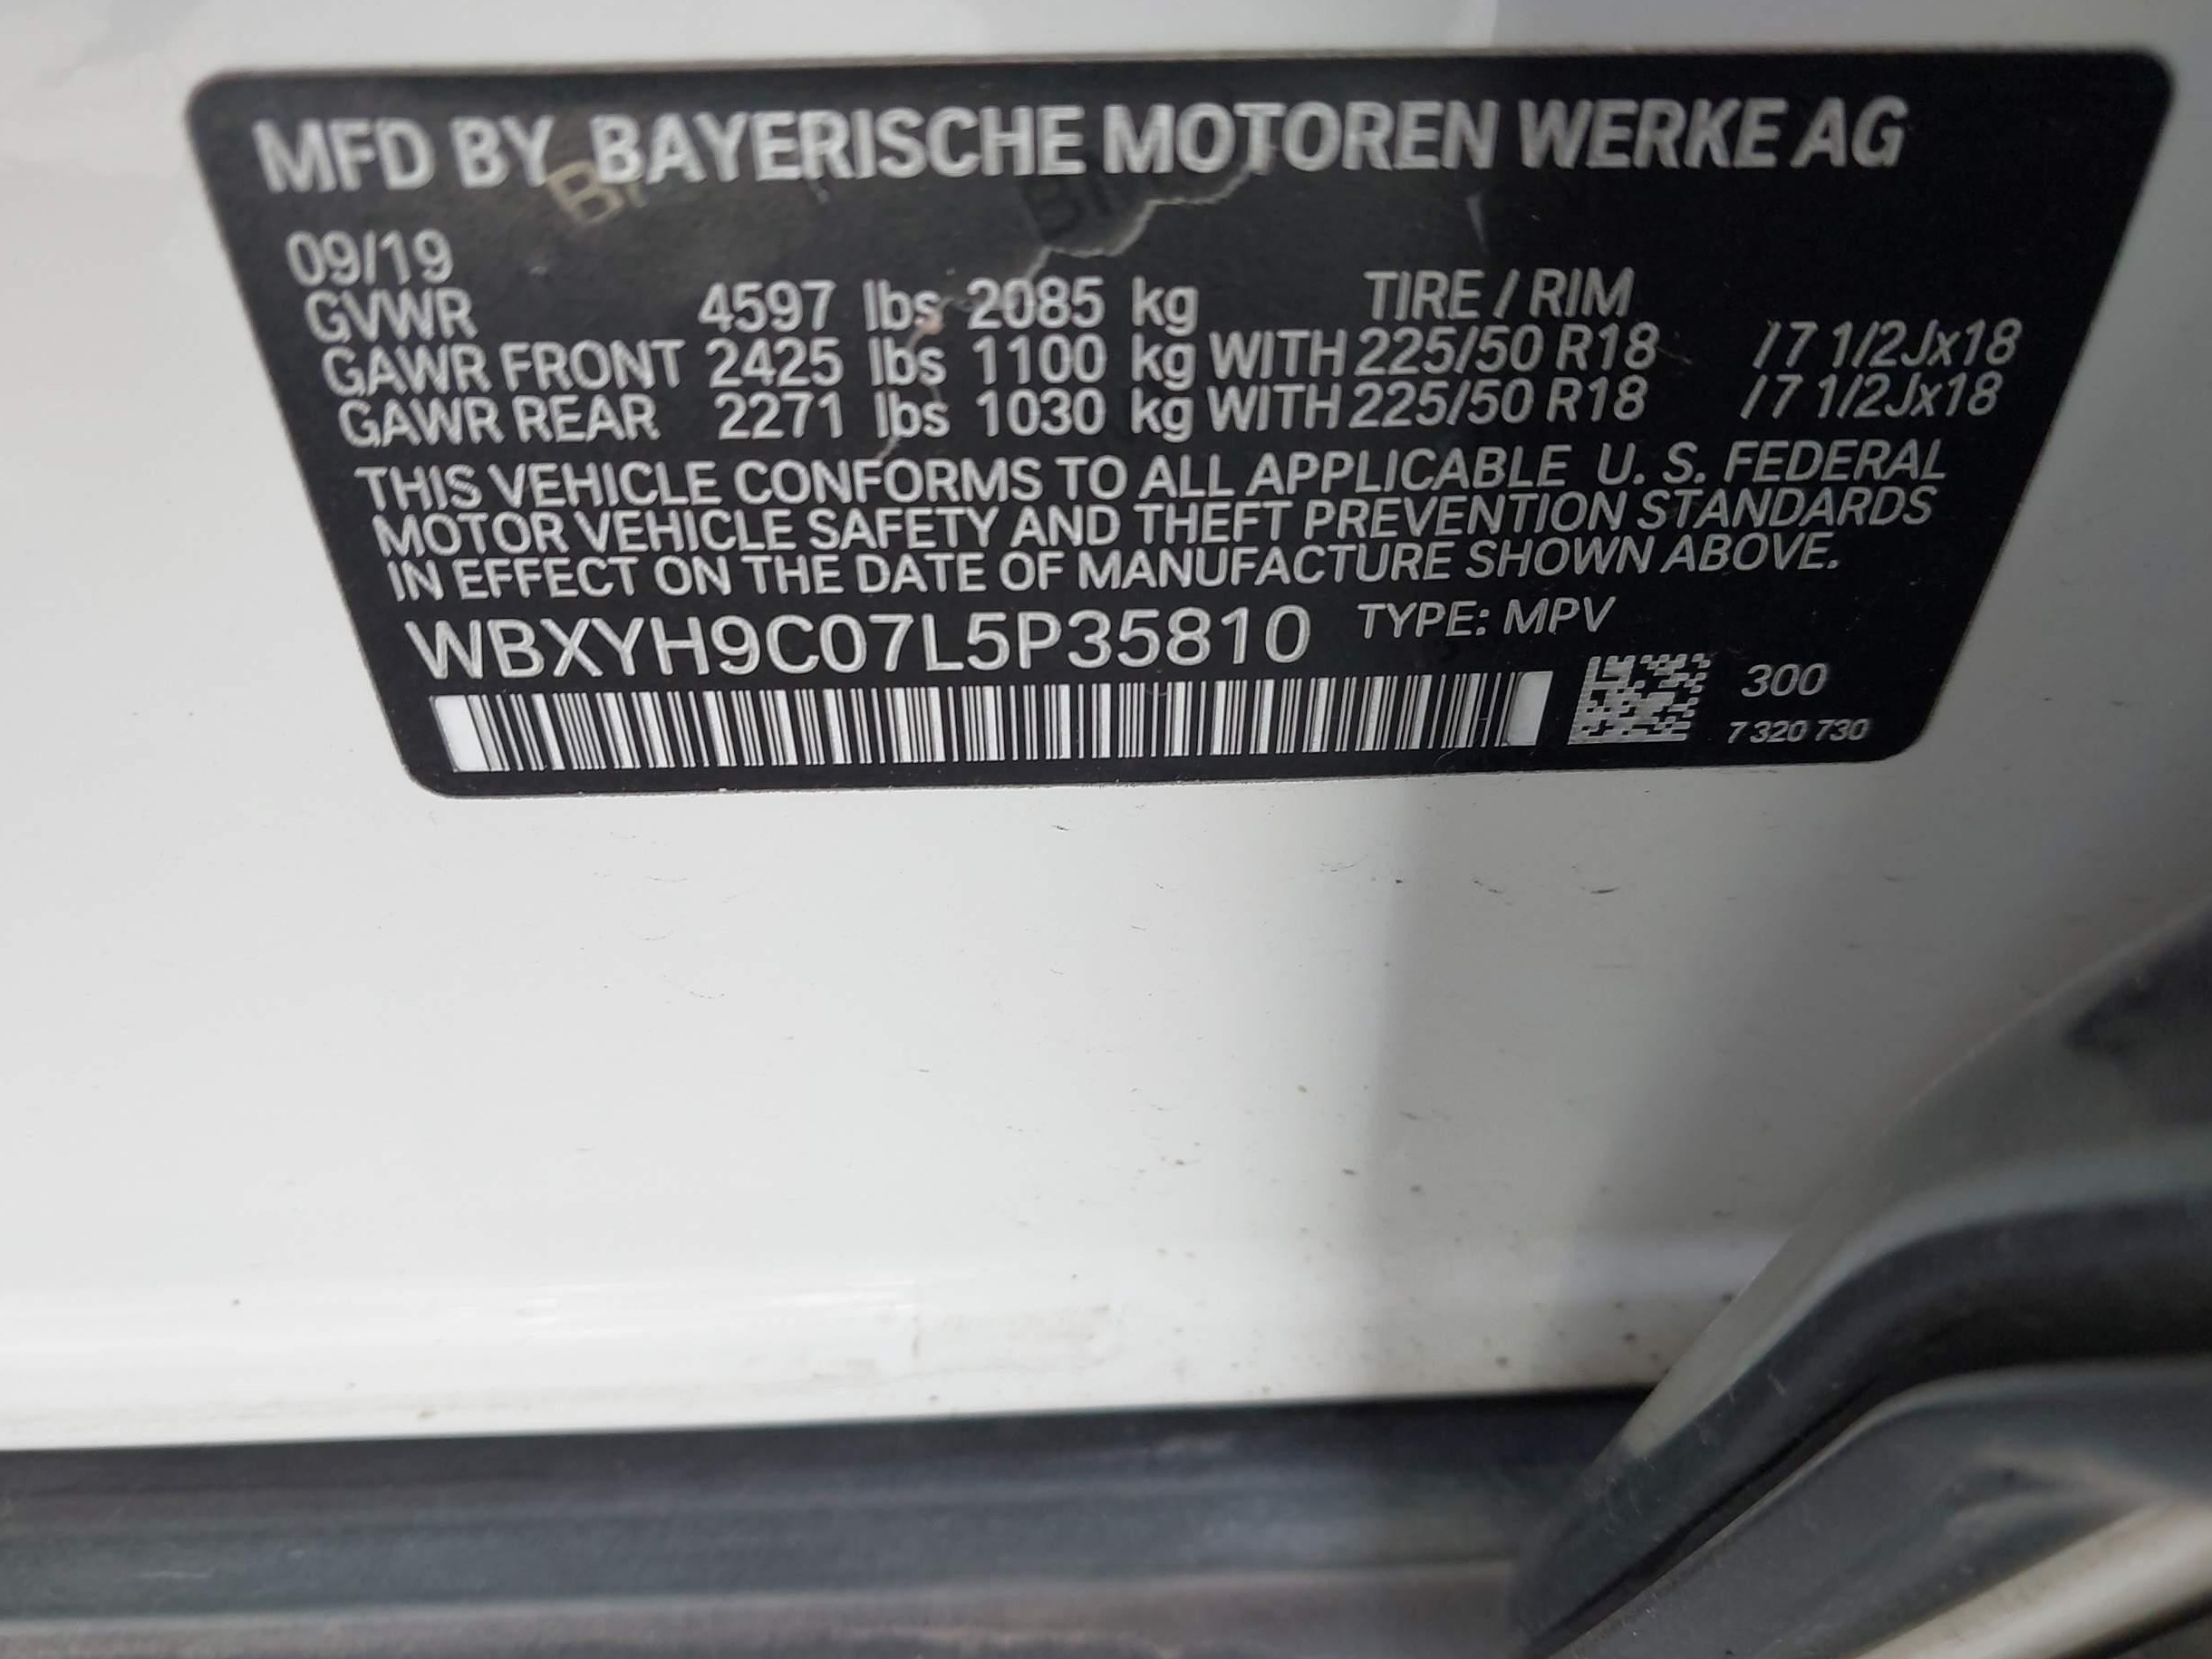 MFD BY BAYERISCHE MOTOREN WERKE AG
09/19
GVWR 4597 lbs 2085 kg TIRE / RIM
GAWR FRONT 2425 lbs 1100 kg WITH 225/50 R18 / 7 1/2Jx18
GAWR REAR 2271 lbs 1030 kg WITH 225/50 R18 / 7 1/2Jx18
THIS VEHICLE CONFORMS TO ALL APPLICABLE U. S. FEDERAL
MOTOR VEHICLE SAFETY AND THEFT PREVENTION STANDARDS
IN EFFECT ON THE DATE OF MANUFACTURE SHOWN ABOVE.
WBXYH9C07L5P35810 TYPE: MPV
300
7 320 730